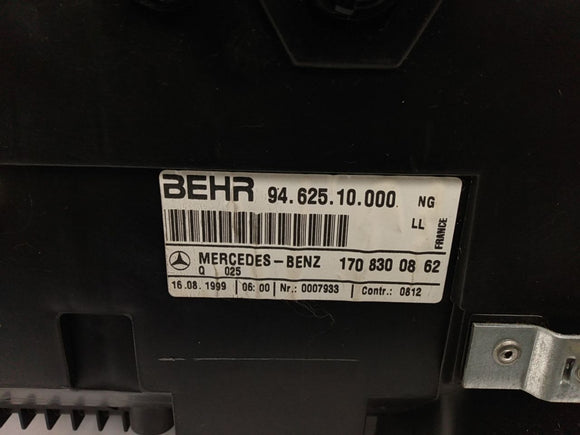 BEHR 94.625.10.000 NG
LL
FRANCE
MERCEDES-BENZ 170 830 08 62
Q 025
16.08.1999 06:00 Nr.: 0007933 Contr.: 0812